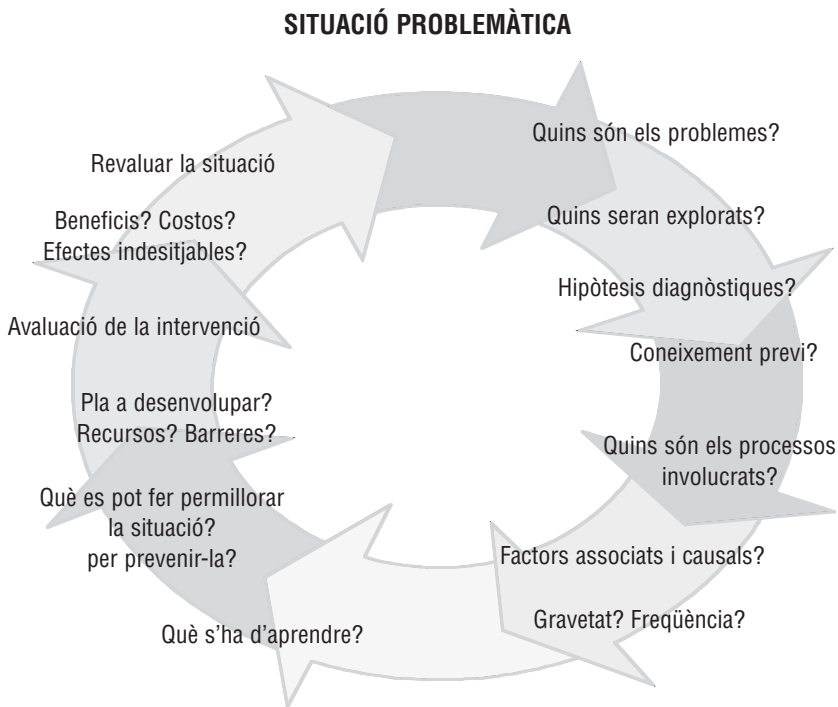 SITUACIÓ PROBLEMÀTICA
Quins són els problemes?
Quins seran explorats?
Hipòtesis diagnòstiques?
Coneixement previ?
Quins són els processos
involucrats?
Factors associats i causals?
Gravetat? Freqüència?
Què s’ha d’aprendre?
Què es pot fer permillorar
la situació?
per prevenir-la?
Pla a desenvolupar?
Recursos? Barreres?
Avaluació de la intervenció
Beneficis? Costos?
Efectes indesitjables?
Revaluar la situació